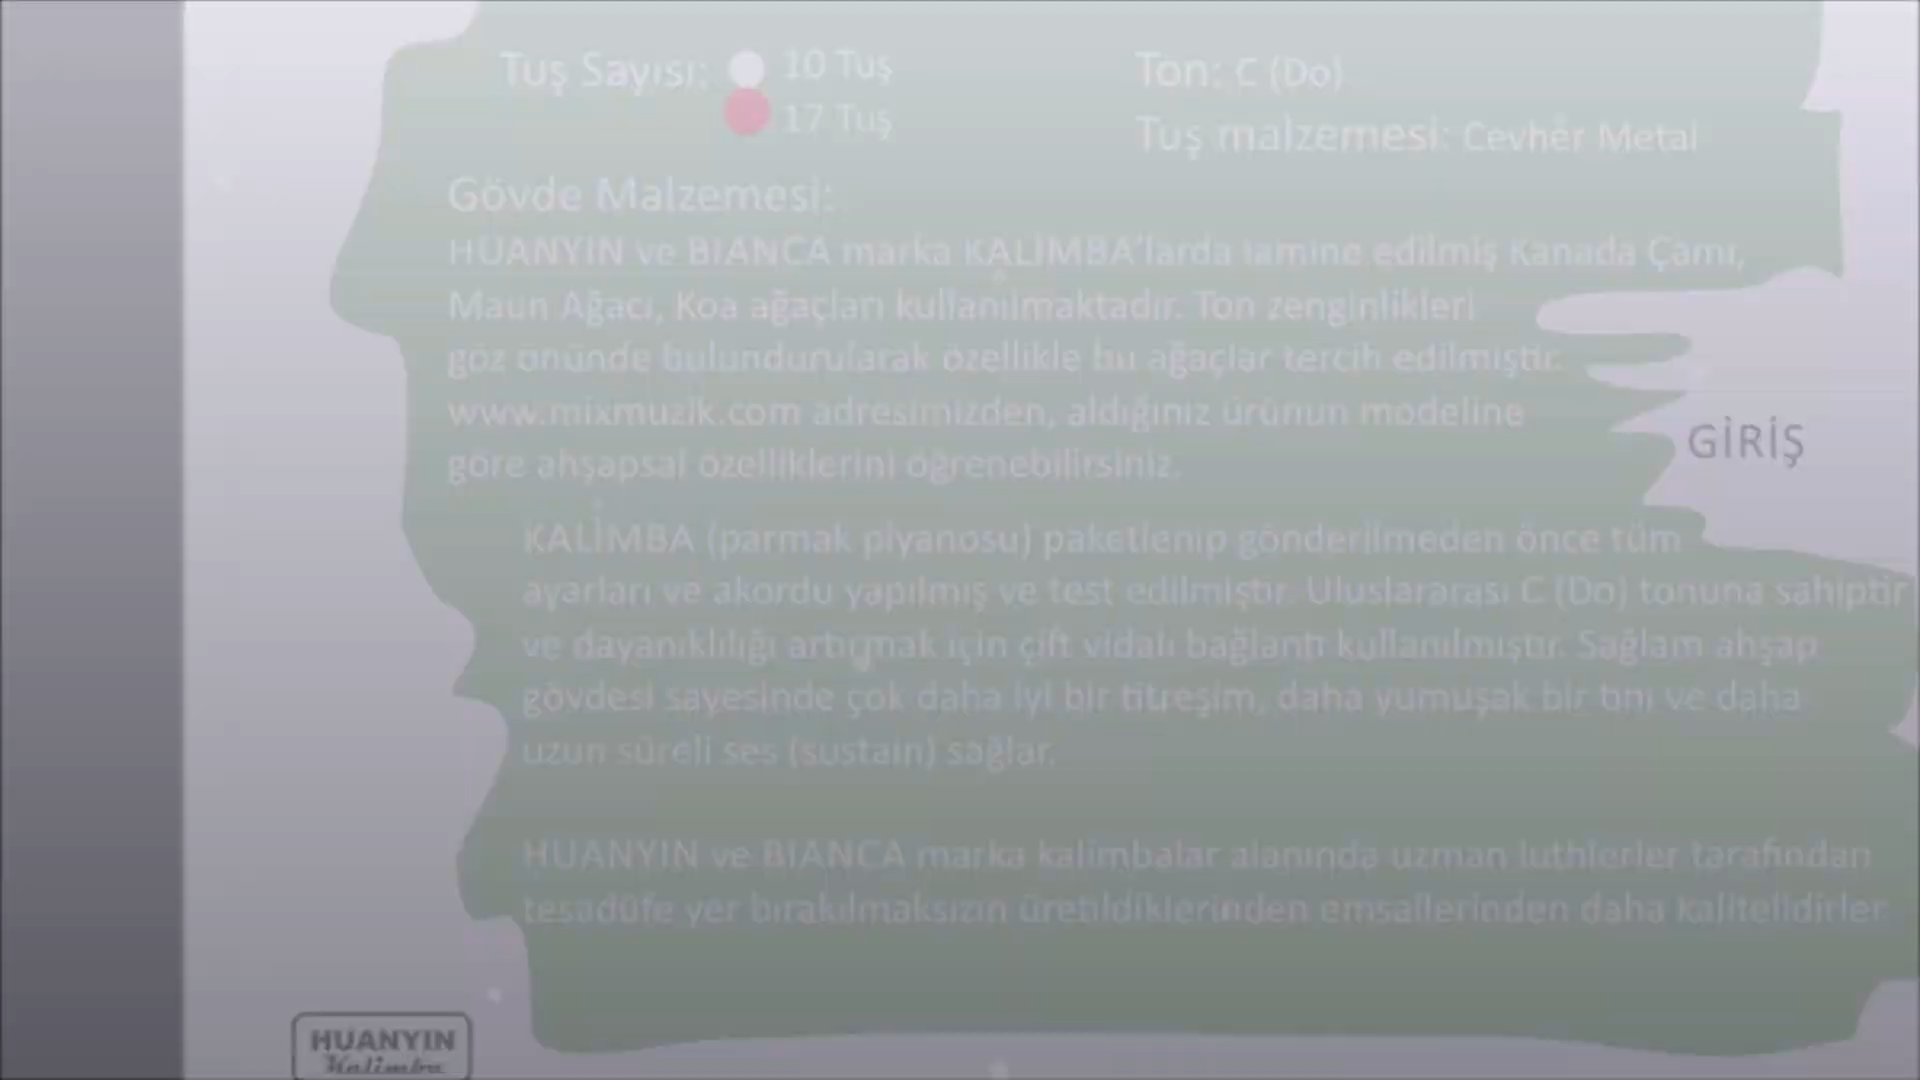 Tuş Sayısı:
10 Tuş
17 Tuş
Ton: C (Do)
Tuş malzemesi: Cevher Metal
Gövde Malzemesi:
HUANYIN ve BIANCA marka KALİMBA'larda lamine edilmiş Kanada Çamı,
Maun Ağacı, Koa ağaçları kullanılmaktadır. Ton zenginlikleri
göz önünde bulundurularak özellikle bu ağaçlar tercih edilmiştir.
www.mixmuzik.com adresimizden, aldığınız ürünün modeline
göre ahşapsal özelliklerini öğrenebilirsiniz.
GİRİŞ
KALİMBA (parmak piyanosu) paketlenip gönderilmeden önce tüm
ayarları ve akordu yapılmış ve test edilmiştir. Uluslararası C (Do) tonuna sahiptir
ve dayanıklılığı artırmak için çift vidalı bağlantı kullanılmıştır. Sağlam ahşap
gövdesi sayesinde çok daha iyi bir titreşim, daha yumuşak bir tını ve daha
uzun süreli ses (sustain) sağlar.
HUANYIN ve BIANCA marka kalimbalar alanında uzman luthierler tarafından
tesadüfe yer bırakılmaksızın üretildiklerinden emsallerinden daha kalitelidirler
HUANYIN
Kalimba